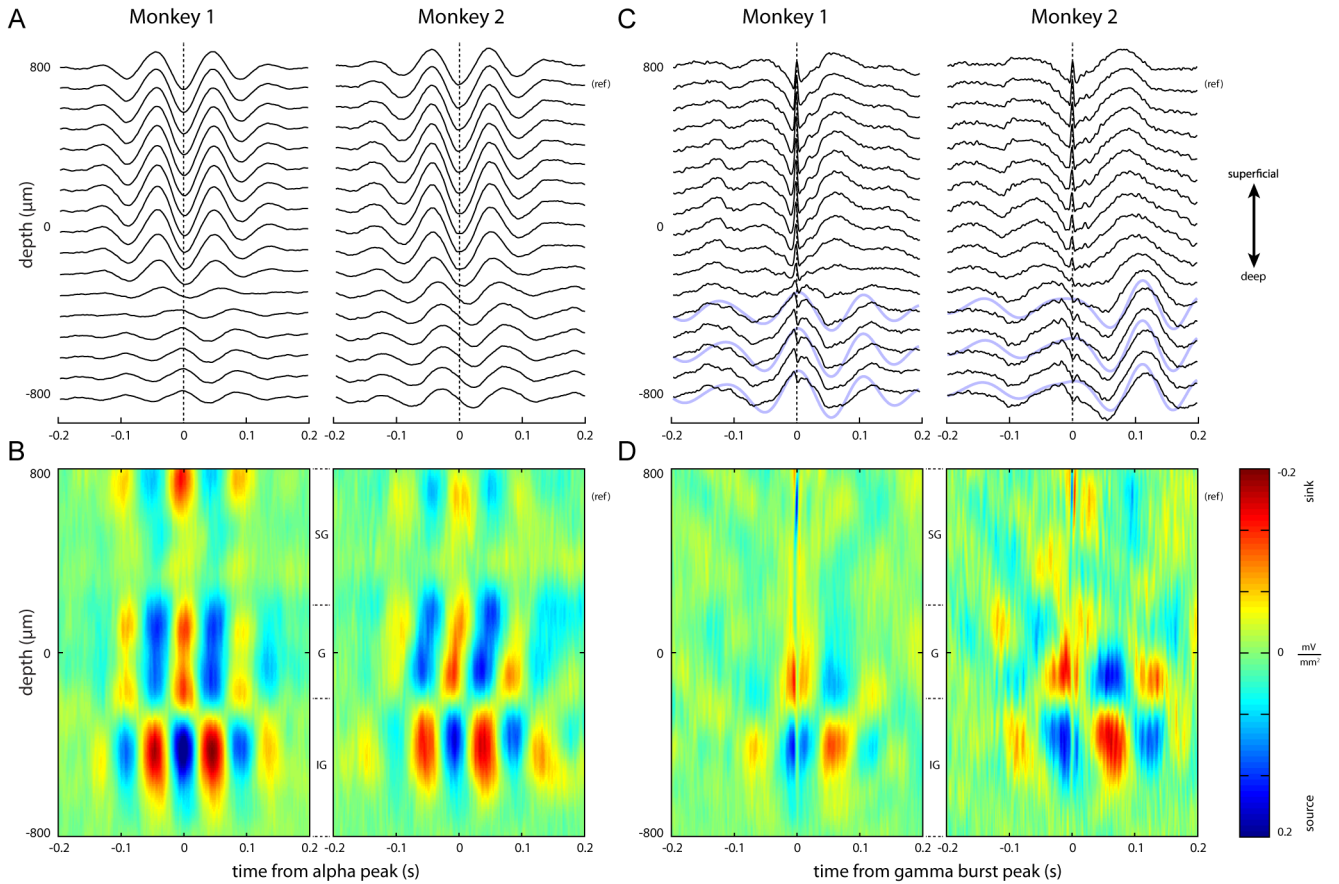 A
Monkey 1
Monkey 2
800
0
-800
depth (µm)
(ref)
-0.2 -0.1 0 0.1 0.2
-0.2 -0.1 0 0.1 0.2
C
Monkey 1
Monkey 2
800
0
-800
(ref)
superficial
deep
-0.2 -0.1 0 0.1 0.2
-0.2 -0.1 0 0.1 0.2
B
800
0
-800
depth (µm)
SG
G
IG
(ref)
-0.2 -0.1 0 0.1 0.2
-0.2 -0.1 0 0.1 0.2
time from alpha peak (s)
D
800
0
-800
SG
G
IG
(ref)
-0.2 -0.1 0 0.1 0.2
-0.2 -0.1 0 0.1 0.2
time from gamma burst peak (s)
-0.2
0
0.2
sink
mV
mm²
source